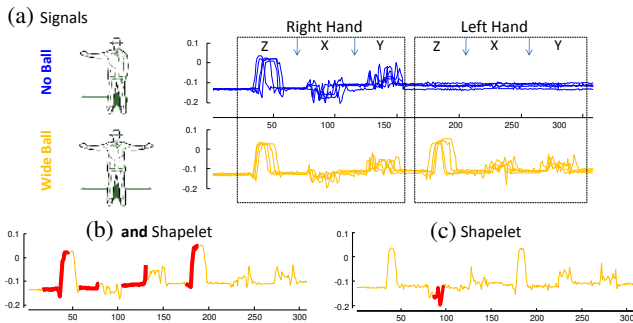 (a) Signals
Right Hand Left Hand
Z X Y Z X Y
No Ball
0.1
0
-0.1
-0.2
50 100 150 200 250 300
Wide Ball
0.1
0
-0.1
-0.2
50 100 150 200 250 300
(b) and Shapelet
0.1
0
-0.1
-0.2
0 50 100 150 200 250 300
(c) Shapelet
0.1
0
-0.1
-0.2
50 100 150 200 250 300